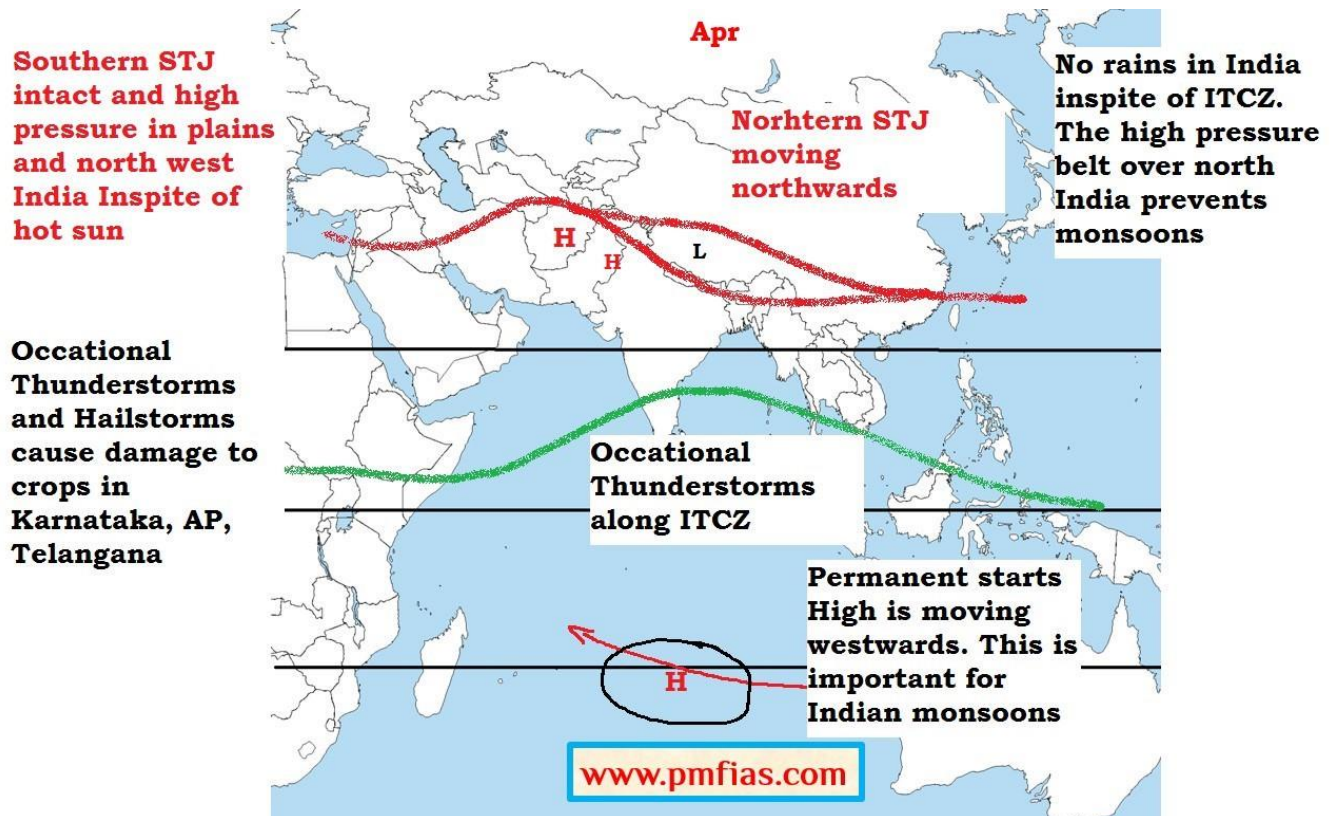 Apr
Southern STJ
intact and high
pressure in plains
and north west
India Inspite of
hot sun
Norhtern STJ
moving
northwards
No rains in India
inspite of ITCZ.
The high pressure
belt over north
India prevents
monsoons
H
H
L
Occational
Thunderstorms
and Hailstorms
cause damage to
crops in
Karnataka, AP,
Telangana
Occational
Thunderstorms
along ITCZ
Permanent starts
High is moving
westwards. This is
important for
Indian monsoons
H
www.pmfias.com